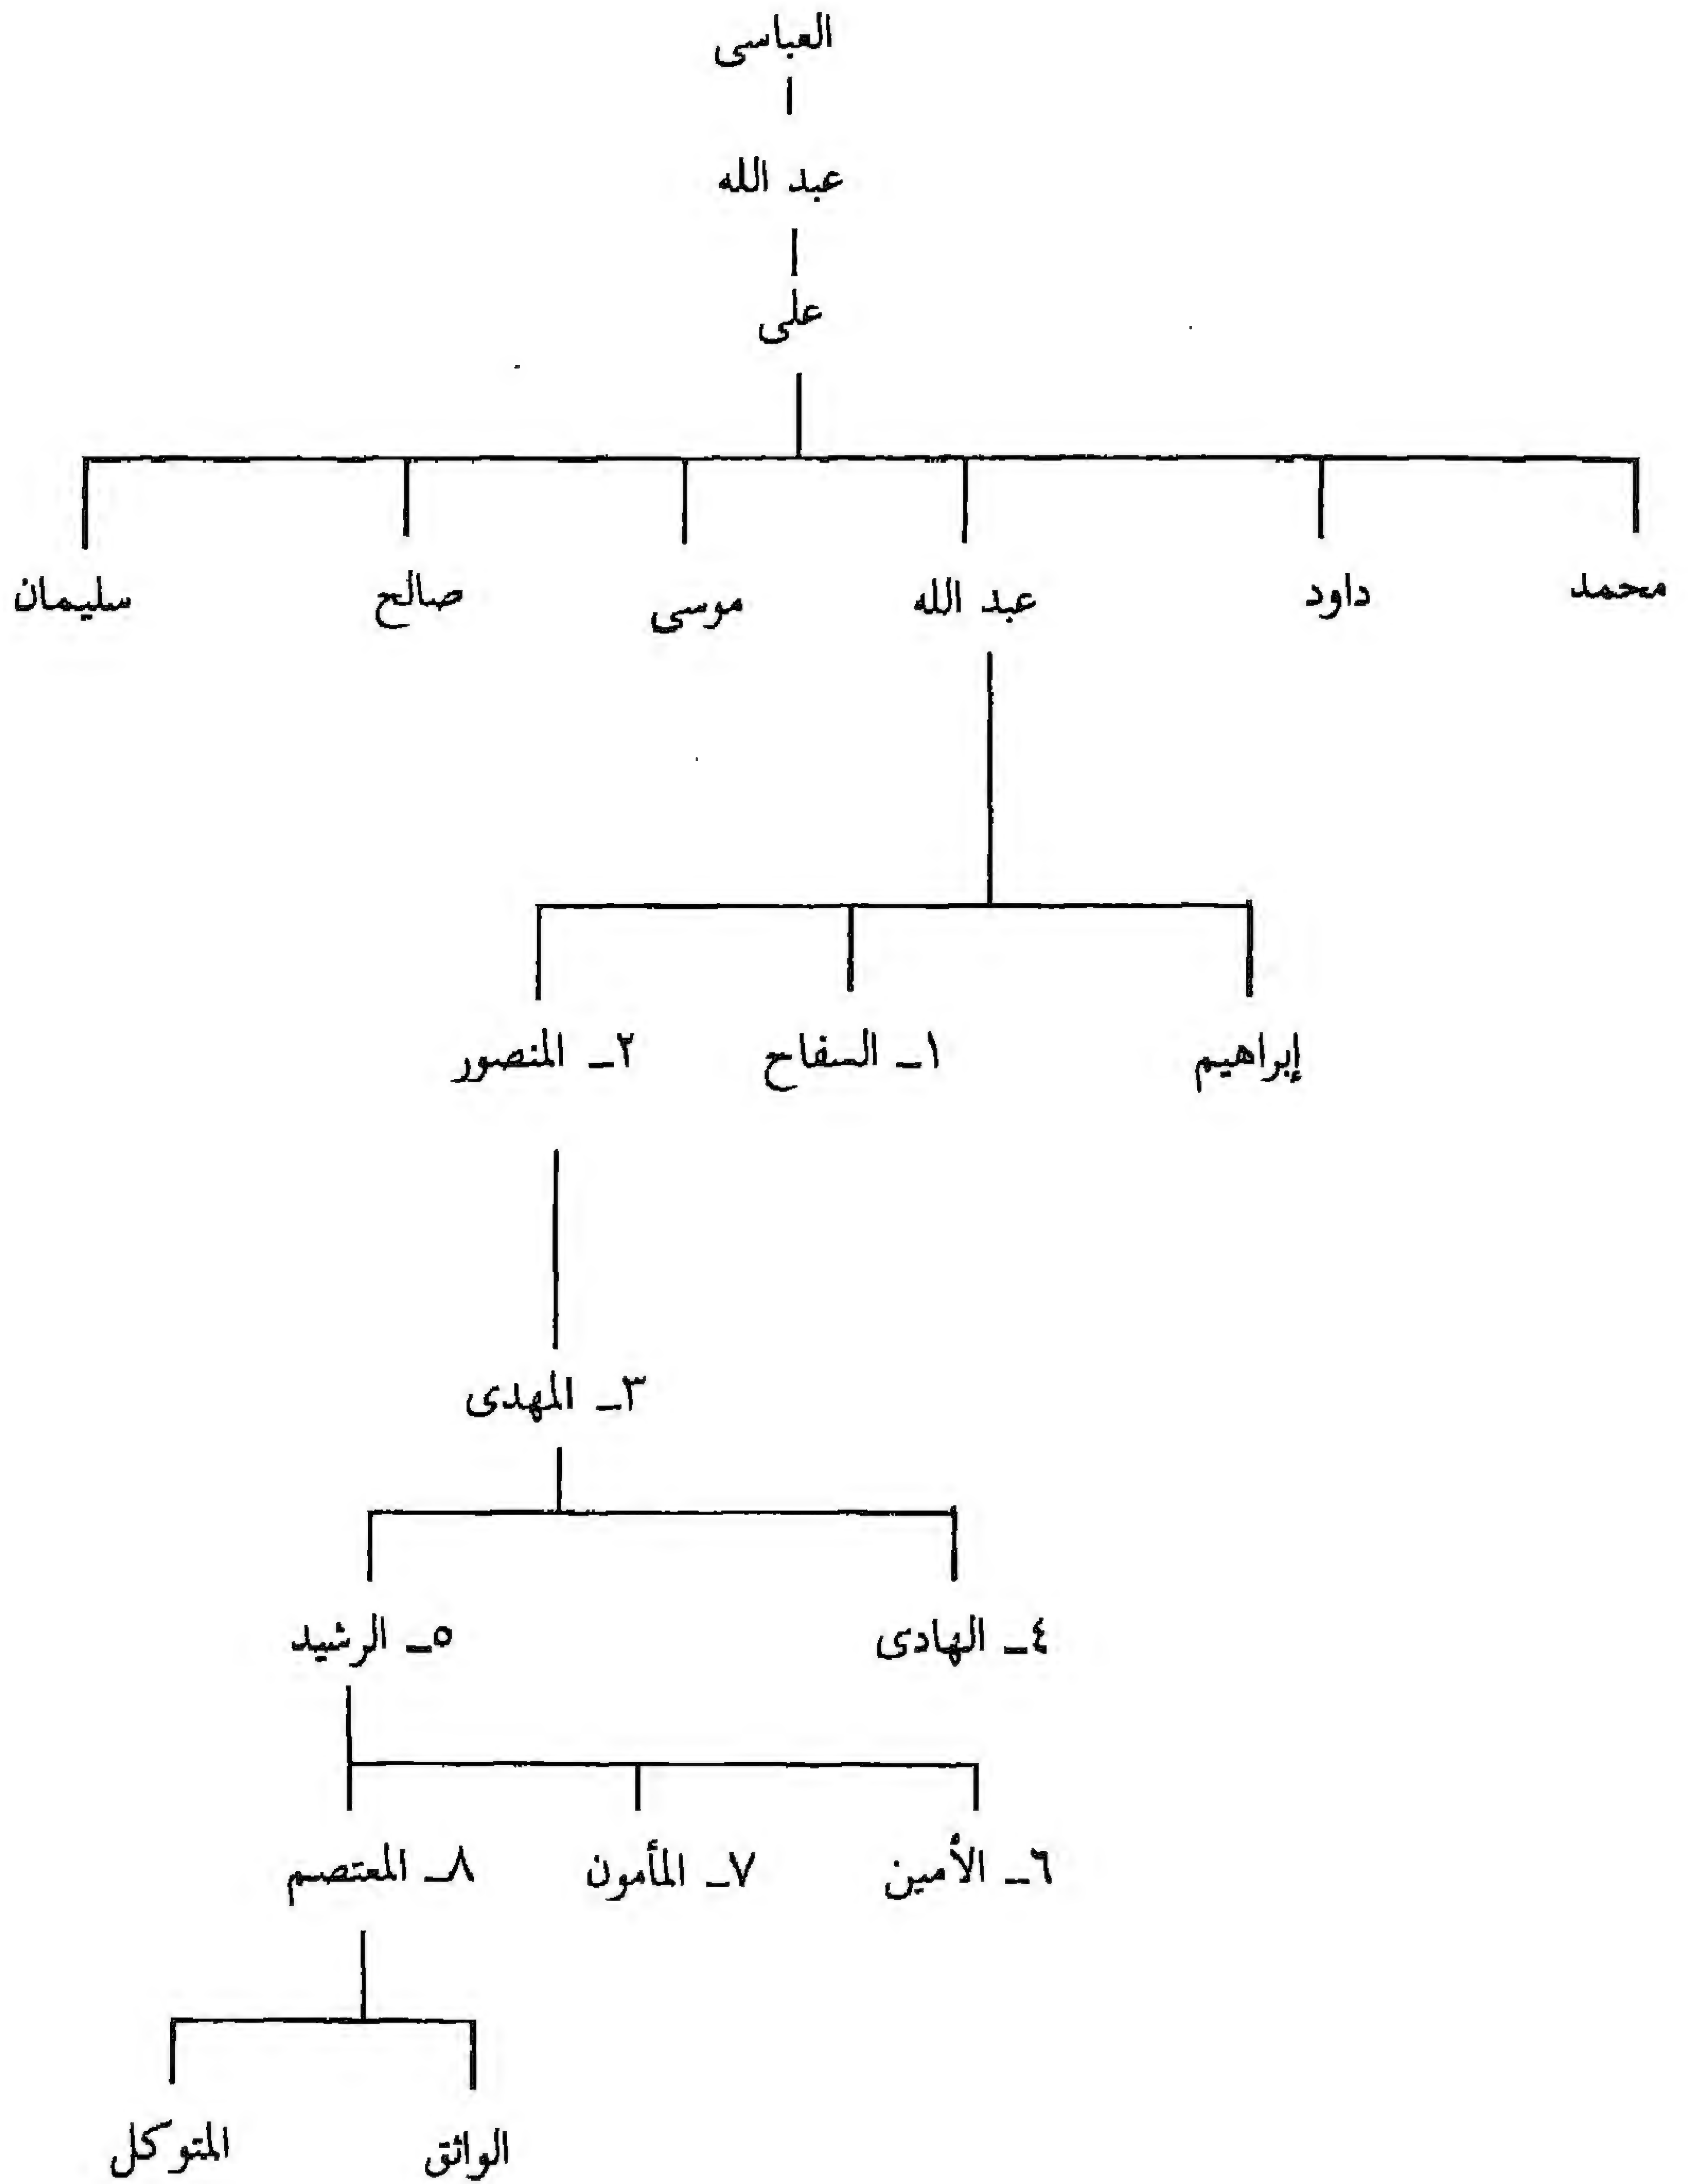 العباسى
عبد الله
على
محمد داود عبد الله موسى صالح سليمان
إبراهيم ١ـ السفاح ٢ـ المنصور
٣ـ المهدى
٤ـ الهادى ٥ـ الرشيد
٦ـ الأمين ٧ـ المأمون ٨ـ المعتصم
الواثق المتوكل